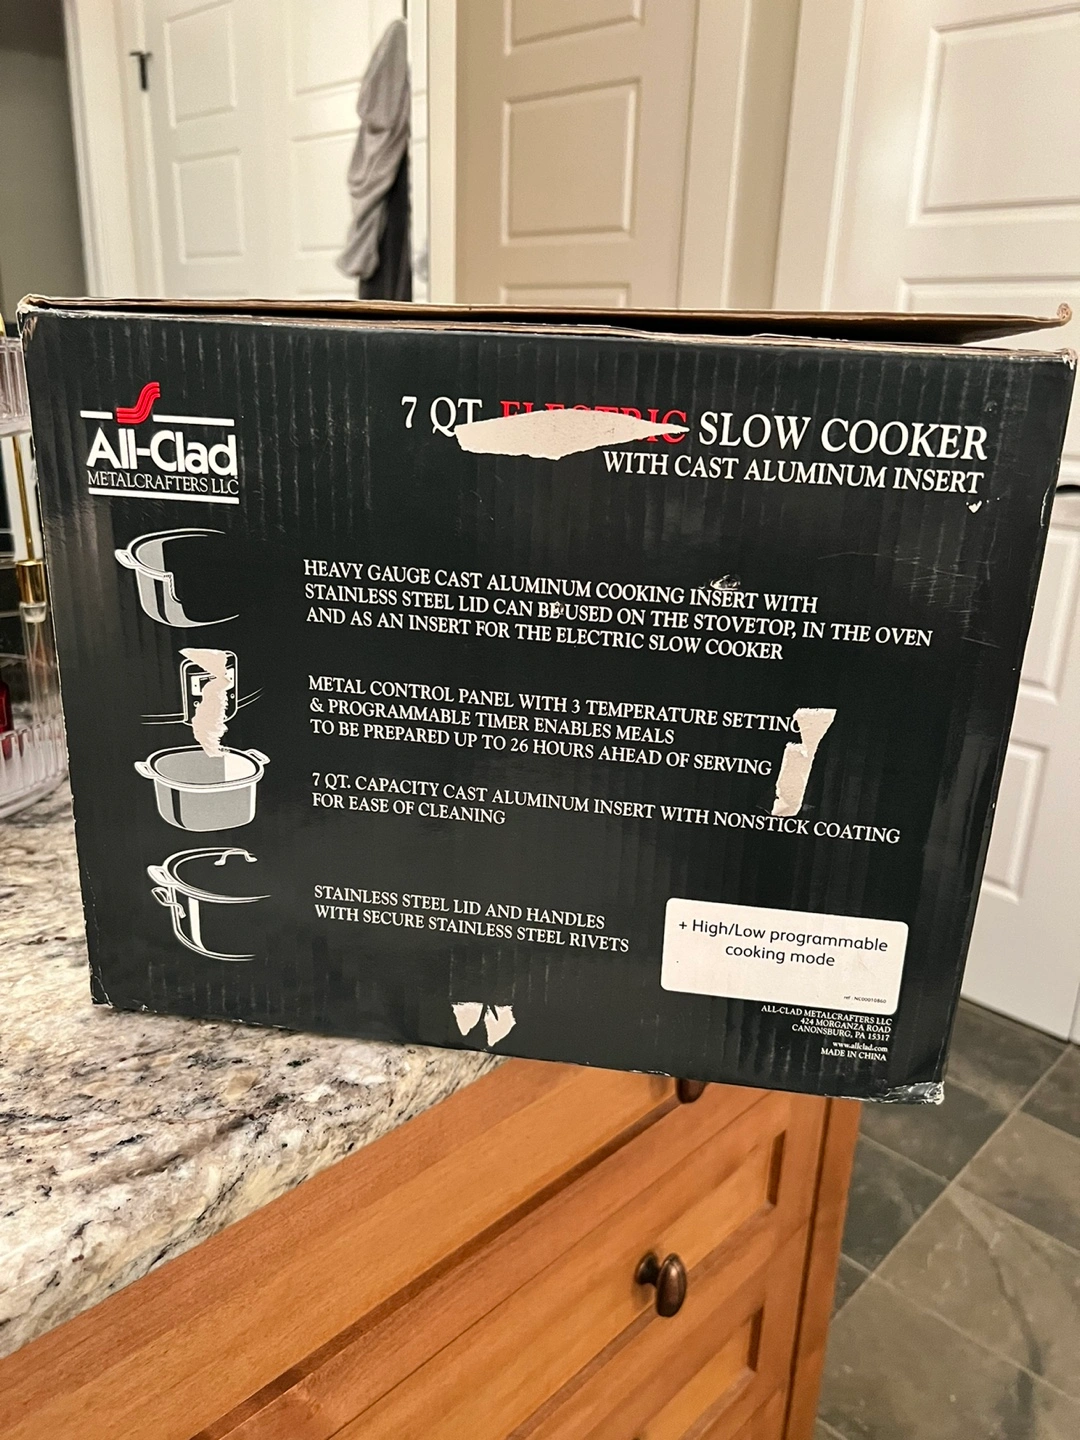 All-Clad
METALCRAFTERS LLC
7 QT. ELECTRIC SLOW COOKER
WITH CAST ALUMINUM INSERT
HEAVY GAUGE CAST ALUMINUM COOKING INSERT WITH
STAINLESS STEEL LID CAN BE USED ON THE STOVETOP, IN THE OVEN
AND AS AN INSERT FOR THE ELECTRIC SLOW COOKER
METAL CONTROL PANEL WITH 3 TEMPERATURE SETTING
& PROGRAMMABLE TIMER ENABLES MEALS
TO BE PREPARED UP TO 26 HOURS AHEAD OF SERVING
7 QT. CAPACITY CAST ALUMINUM INSERT WITH NONSTICK COATING
FOR EASE OF CLEANING
STAINLESS STEEL LID AND HANDLES
WITH SECURE STAINLESS STEEL RIVETS
+ High/Low programmable
cooking mode
ref : NC00010860
ALL-CLAD METALCRAFTERS LLC
424 MORGANZA ROAD
CANONSBURG, PA 15317
www.allclad.com
MADE IN CHINA